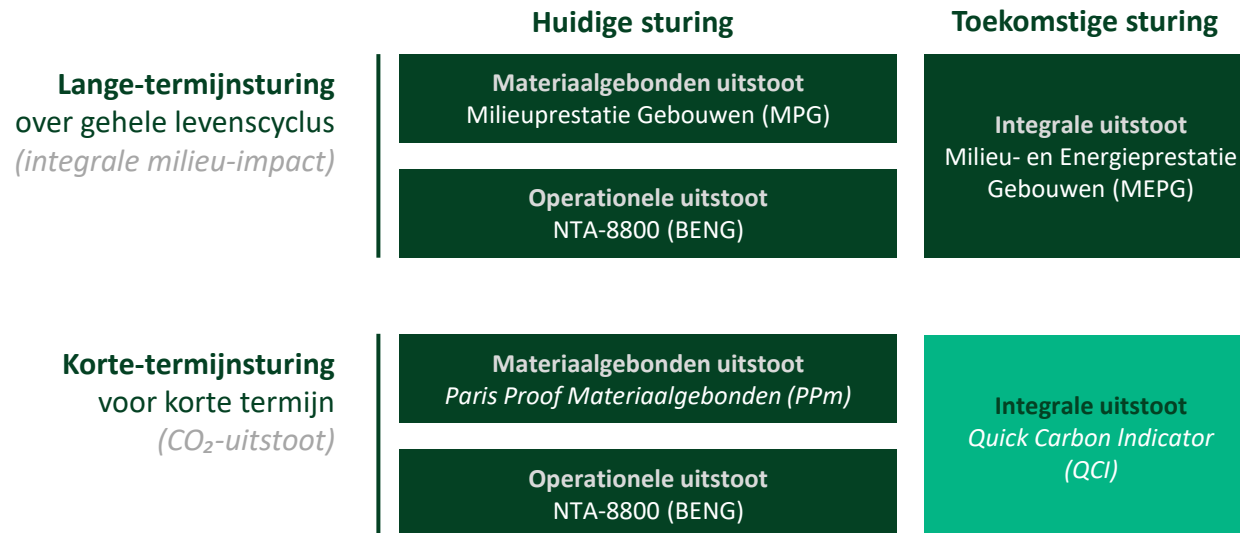 Huidige sturing
Toekomstige sturing
Lange-termijnsturing
over gehele levenscyclus
(integrale milieu-impact)
Materiaalgebonden uitstoot
Milieuprestatie Gebouwen (MPG)
Operationele uitstoot
NTA-8800 (BENG)
Integrale uitstoot
Milieu- en Energieprestatie
Gebouwen (MEPG)
Korte-termijnsturing
voor korte termijn
(CO₂-uitstoot)
Materiaalgebonden uitstoot
Paris Proof Materiaalgebonden (PPm)
Operationele uitstoot
NTA-8800 (BENG)
Integrale uitstoot
Quick Carbon Indicator
(QCI)